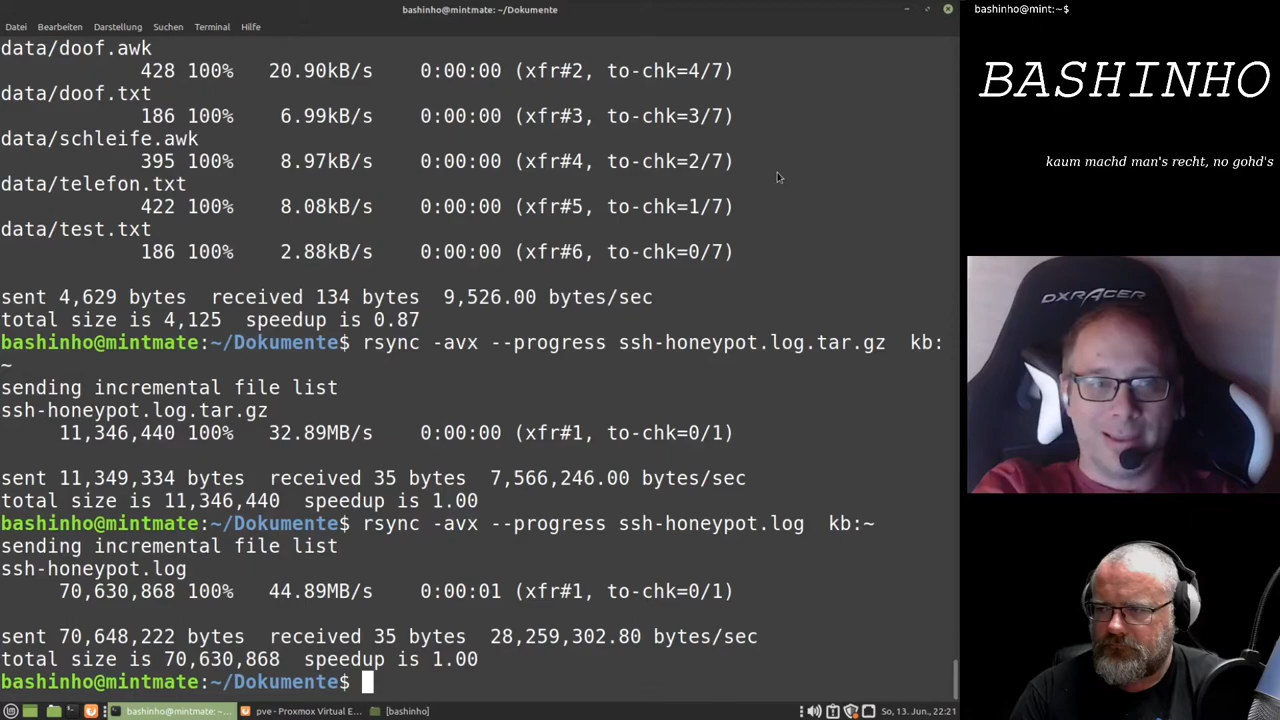 bashinho@mintmate: ~/Dokumente
Datei Bearbeiten Darstellung Suchen Terminal Hilfe
data/doof.awk
428 100% 20.90kB/s 0:00:00 (xfr#2, to-chk=4/7)
data/doof.txt
186 100% 6.99kB/s 0:00:00 (xfr#3, to-chk=3/7)
data/schleife.awk
395 100% 8.97kB/s 0:00:00 (xfr#4, to-chk=2/7)
data/telefon.txt
422 100% 8.08kB/s 0:00:00 (xfr#5, to-chk=1/7)
data/test.txt
186 100% 2.88kB/s 0:00:00 (xfr#6, to-chk=0/7)
sent 4,629 bytes received 134 bytes 9,526.00 bytes/sec
total size is 4,125 speedup is 0.87
bashinho@mintmate:~/Dokumente$ rsync -avx --progress ssh-honeypot.log.tar.gz kb:
~
sending incremental file list
ssh-honeypot.log.tar.gz
11,346,440 100% 32.89MB/s 0:00:00 (xfr#1, to-chk=0/1)
sent 11,349,334 bytes received 35 bytes 7,566,246.00 bytes/sec
total size is 11,346,440 speedup is 1.00
bashinho@mintmate:~/Dokumente$ rsync -avx --progress ssh-honeypot.log kb:~
sending incremental file list
ssh-honeypot.log
70,630,868 100% 44.89MB/s 0:00:01 (xfr#1, to-chk=0/1)
sent 70,648,222 bytes received 35 bytes 28,259,302.80 bytes/sec
total size is 70,630,868 speedup is 1.00
bashinho@mintmate:~/Dokumente$
bashinho@mintmate: ~...
pve - Proxmox Virtual E...
[bashinho]
So, 13. Jun., 22:21
bashinho@mint:~$
BASHINHO
kaum machd man's recht, no gohd's
DXRACER